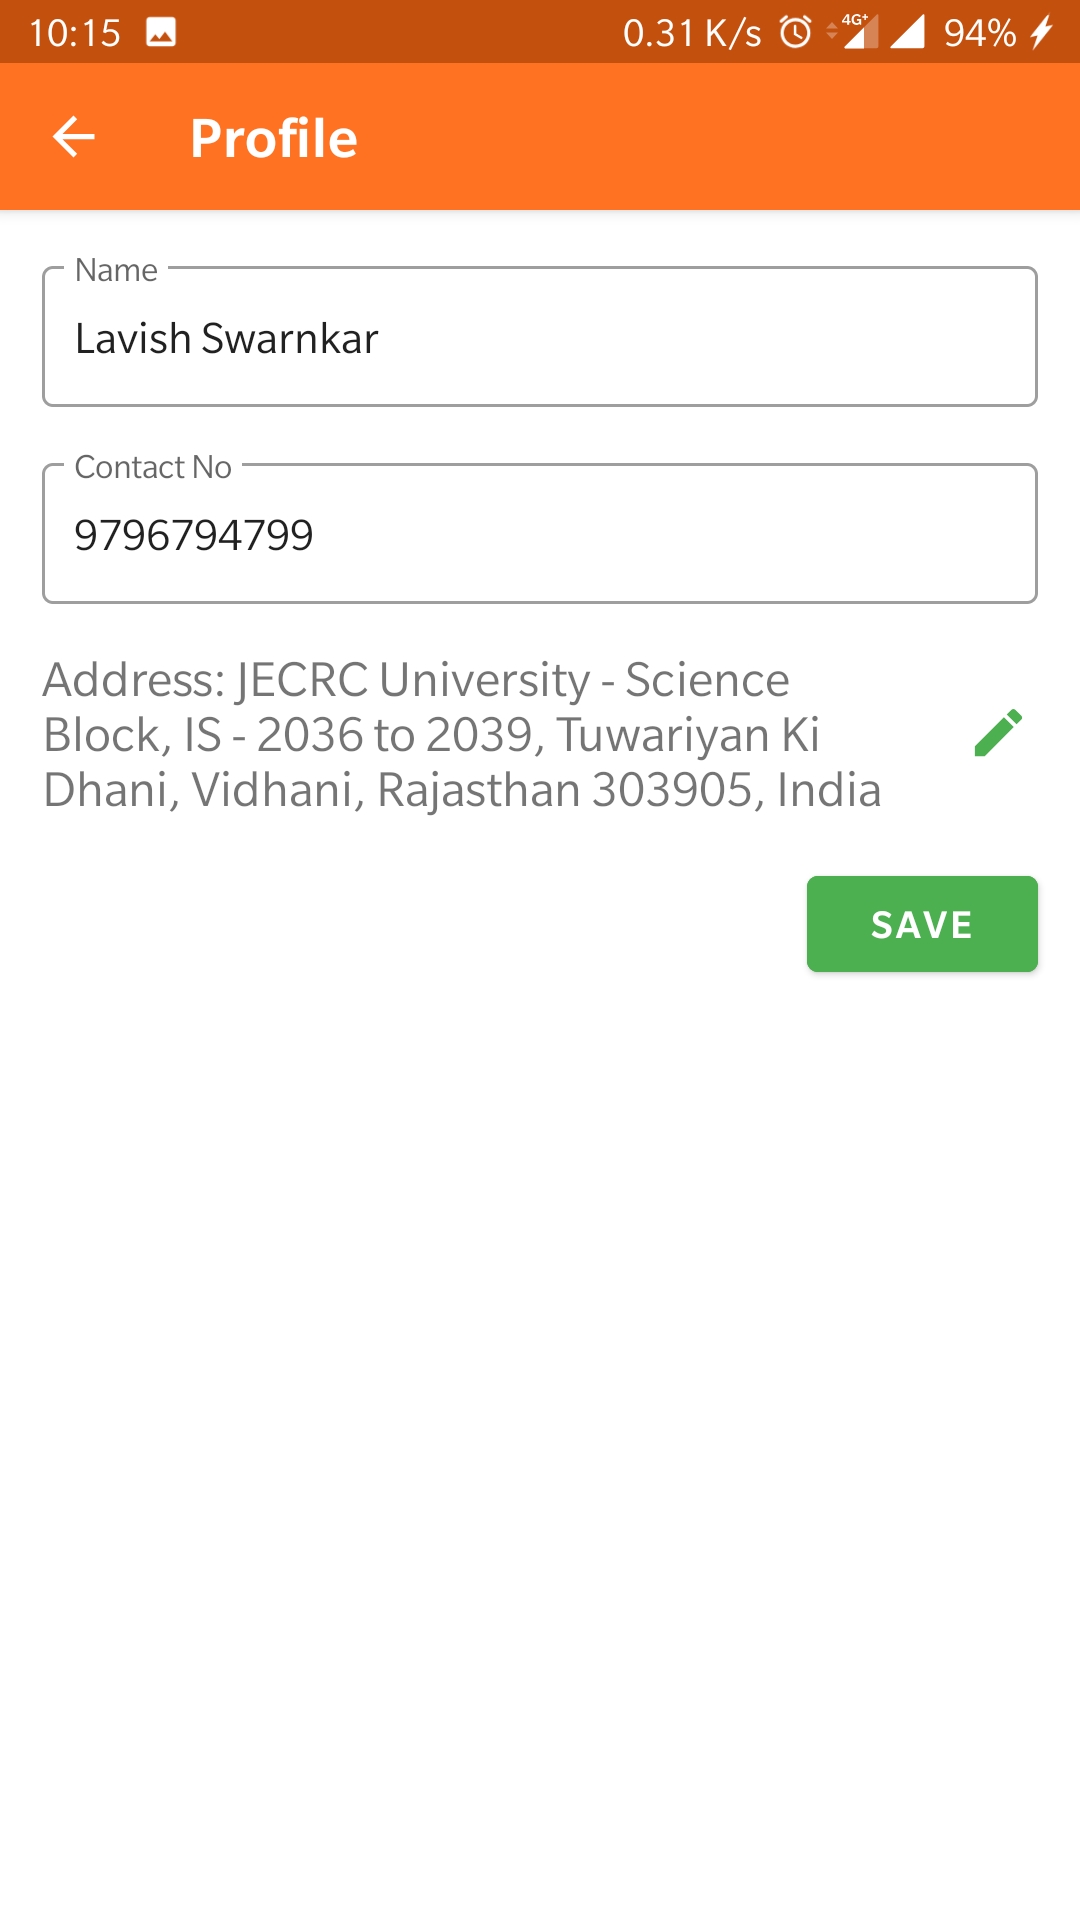 10:15 0.31 K/s 4G+ 94%
Profile
Name
Lavish Swarnkar
Contact No
9796794799
Address: JECRC University - Science
Block, IS - 2036 to 2039, Tuwariyan Ki
Dhani, Vidhani, Rajasthan 303905, India
SAVE